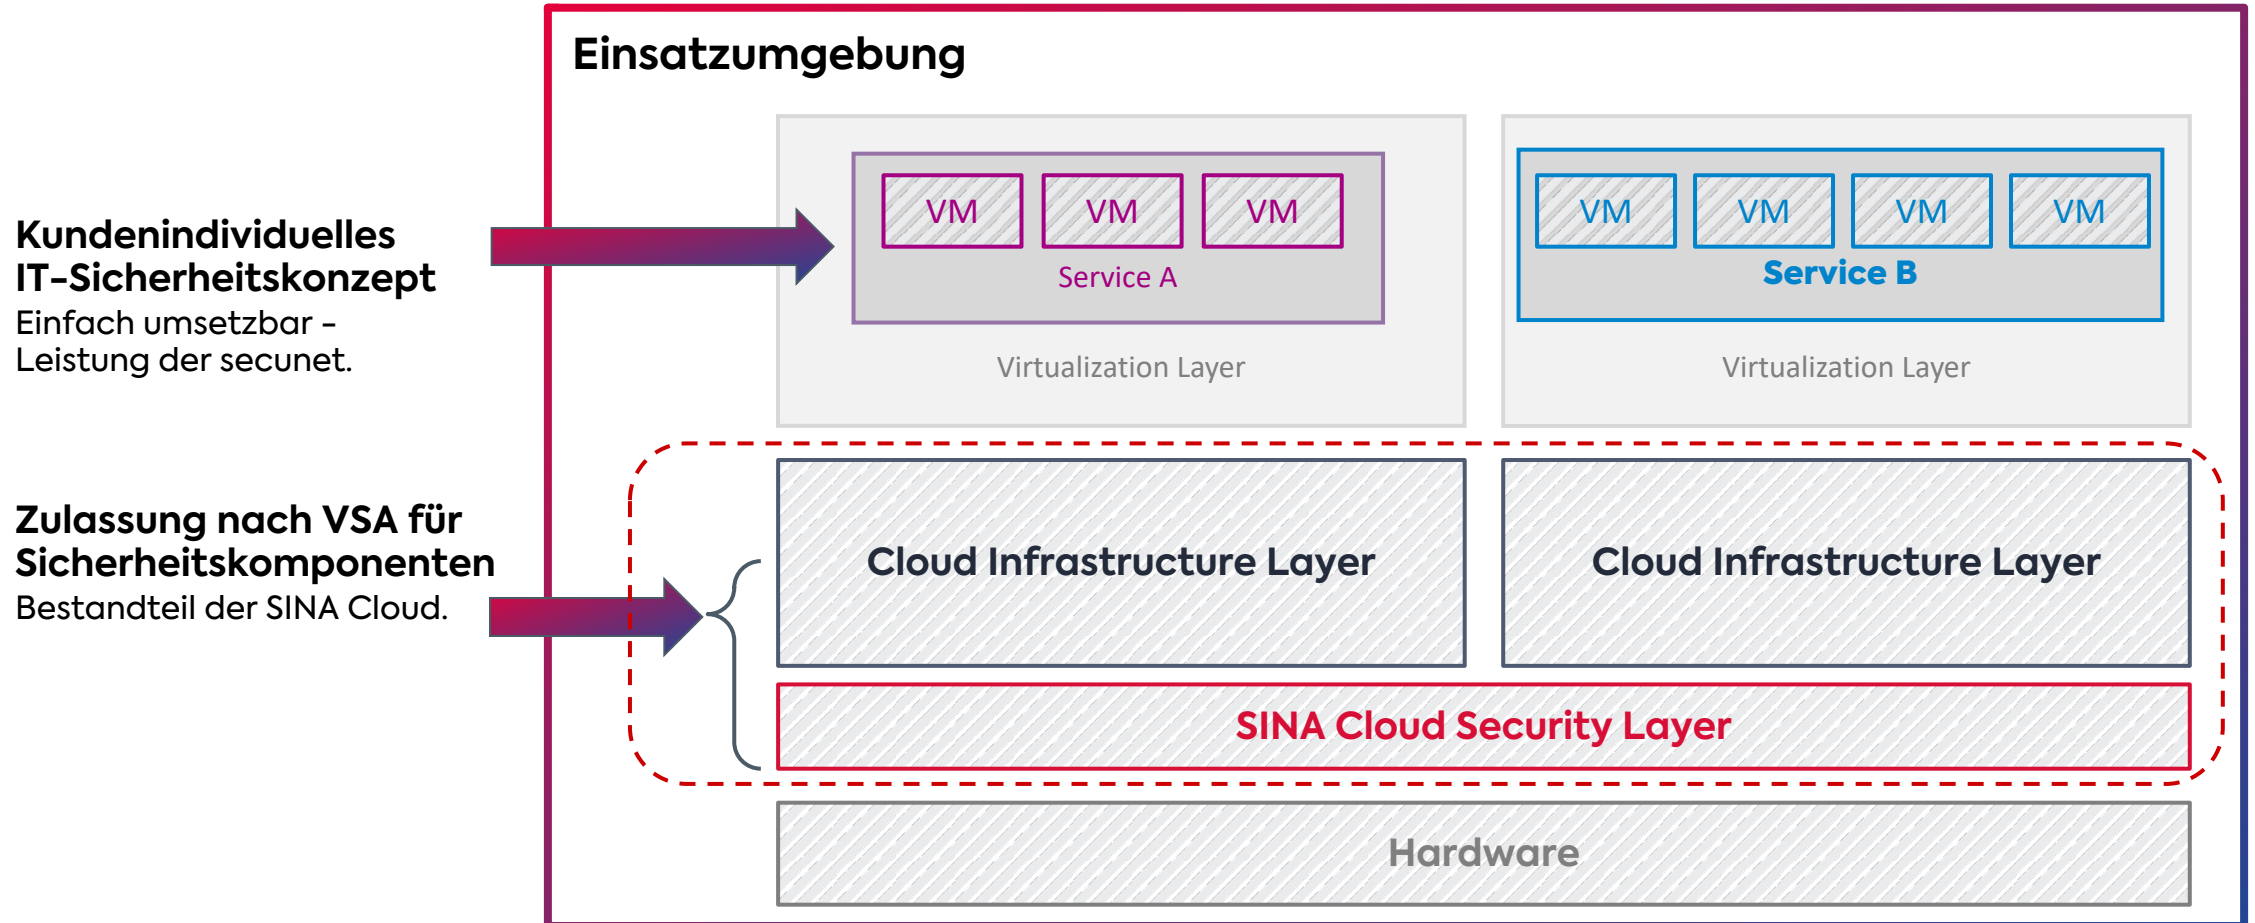 Einsatzumgebung
VM VM VM
Service A
Virtualization Layer
VM VM VM VM
Service B
Virtualization Layer
Kundenindividuelles
IT-Sicherheitskonzept
Einfach umsetzbar -
Leistung der secunet.
Zulassung nach VSA für
Sicherheitskomponenten
Bestandteil der SINA Cloud.
Cloud Infrastructure Layer
Cloud Infrastructure Layer
SINA Cloud Security Layer
Hardware